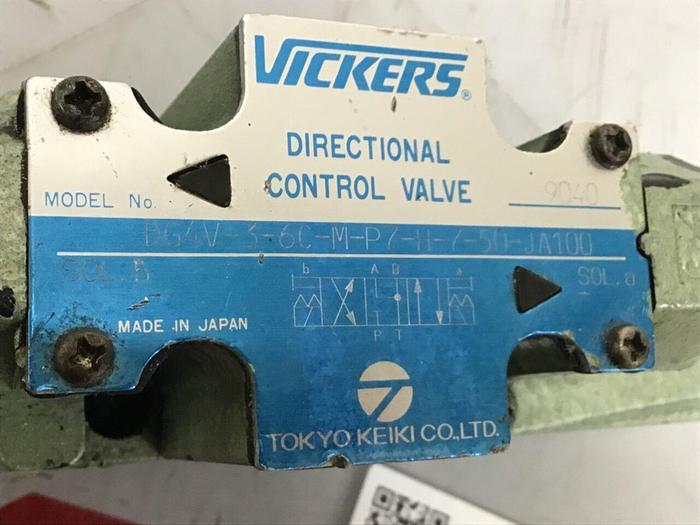 VICKERS®
DIRECTIONAL
CONTROL VALVE
9040
MODEL No.
DG4V-3-6C-M-P7-H-7-50-JA100
SOL.b
SOL.a
b A B a
P T
MADE IN JAPAN
TOKYO KEIKI CO.,LTD.